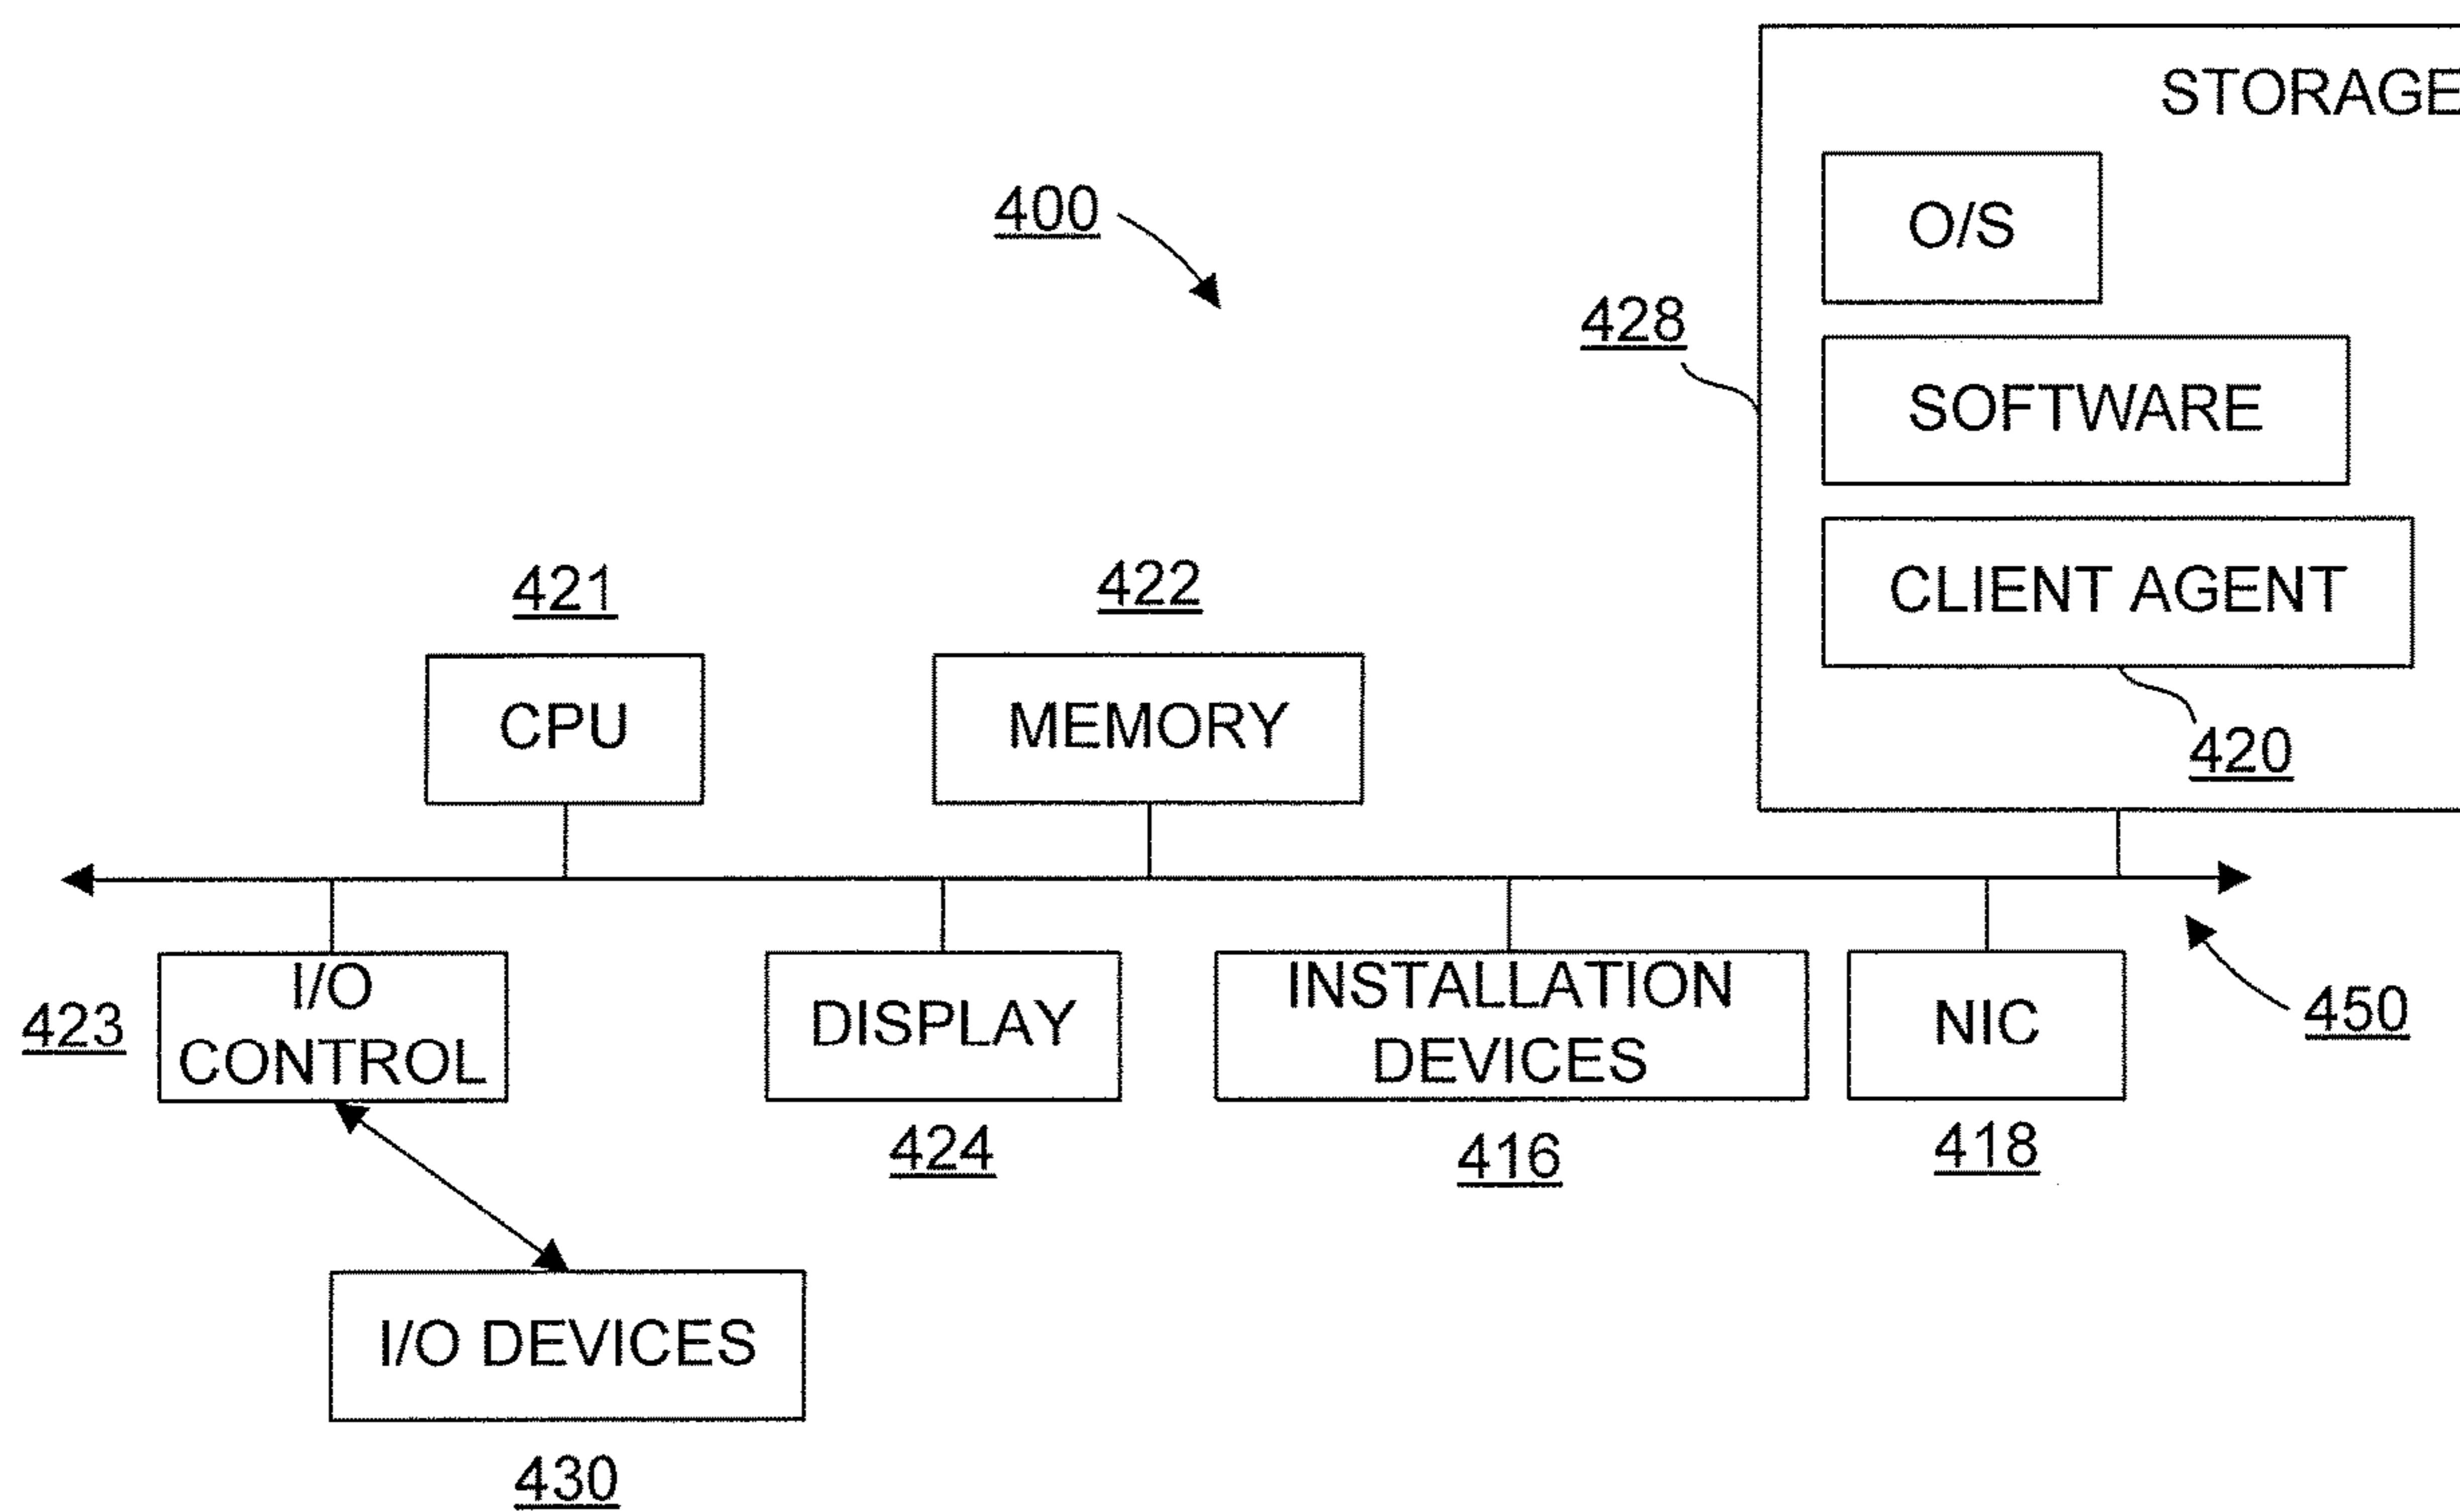 STORAGE
400
O/S
428
SOFTWARE
421
422
CLIENT AGENT
CPU
MEMORY
420
423
I/O
CONTROL
DISPLAY
INSTALLATION
DEVICES
NIC
450
424
416
418
I/O DEVICES
430